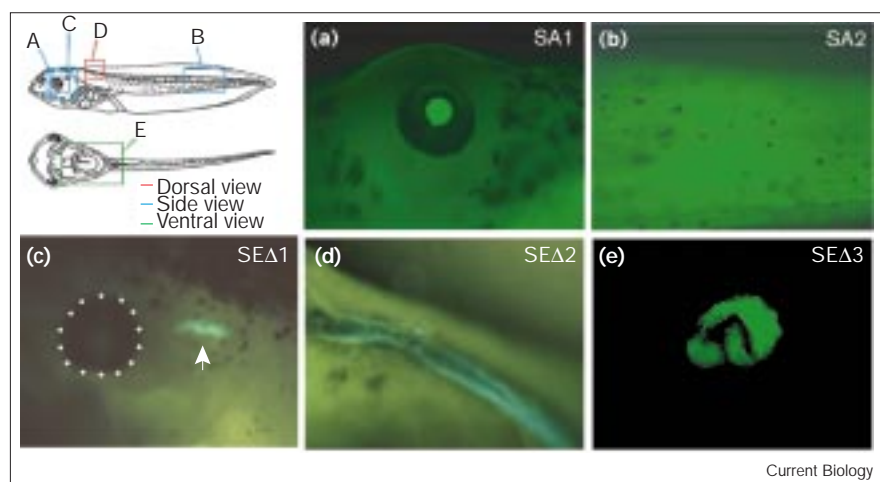 C
A
D
B
E
– Dorsal view
– Side view
– Ventral view
(a)
SA1
(b)
SA2
(c)
SEΔ1
(d)
SEΔ2
(e)
SEΔ3
Current Biology